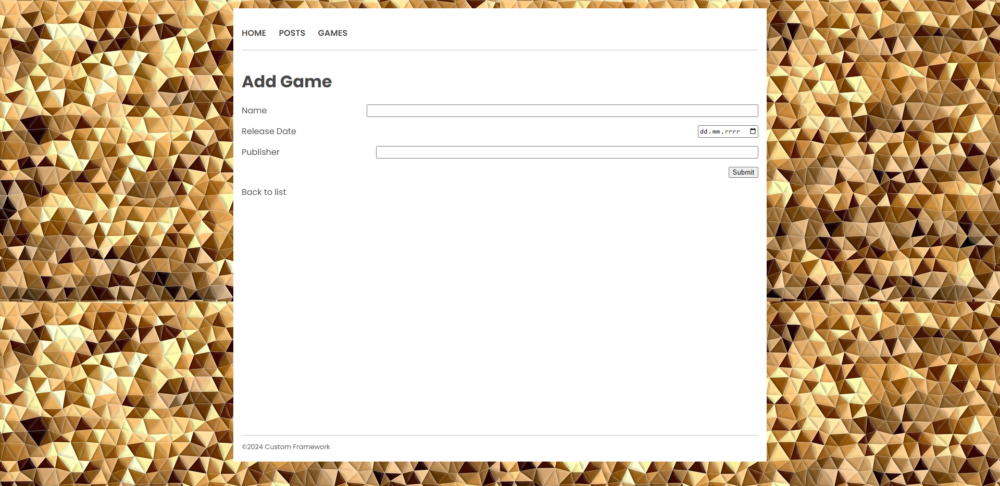 HOME POSTS GAMES
Add Game
Name
Release Date dd.mm.rrrr
Publisher
Submit
Back to list
©2024 Custom Framework